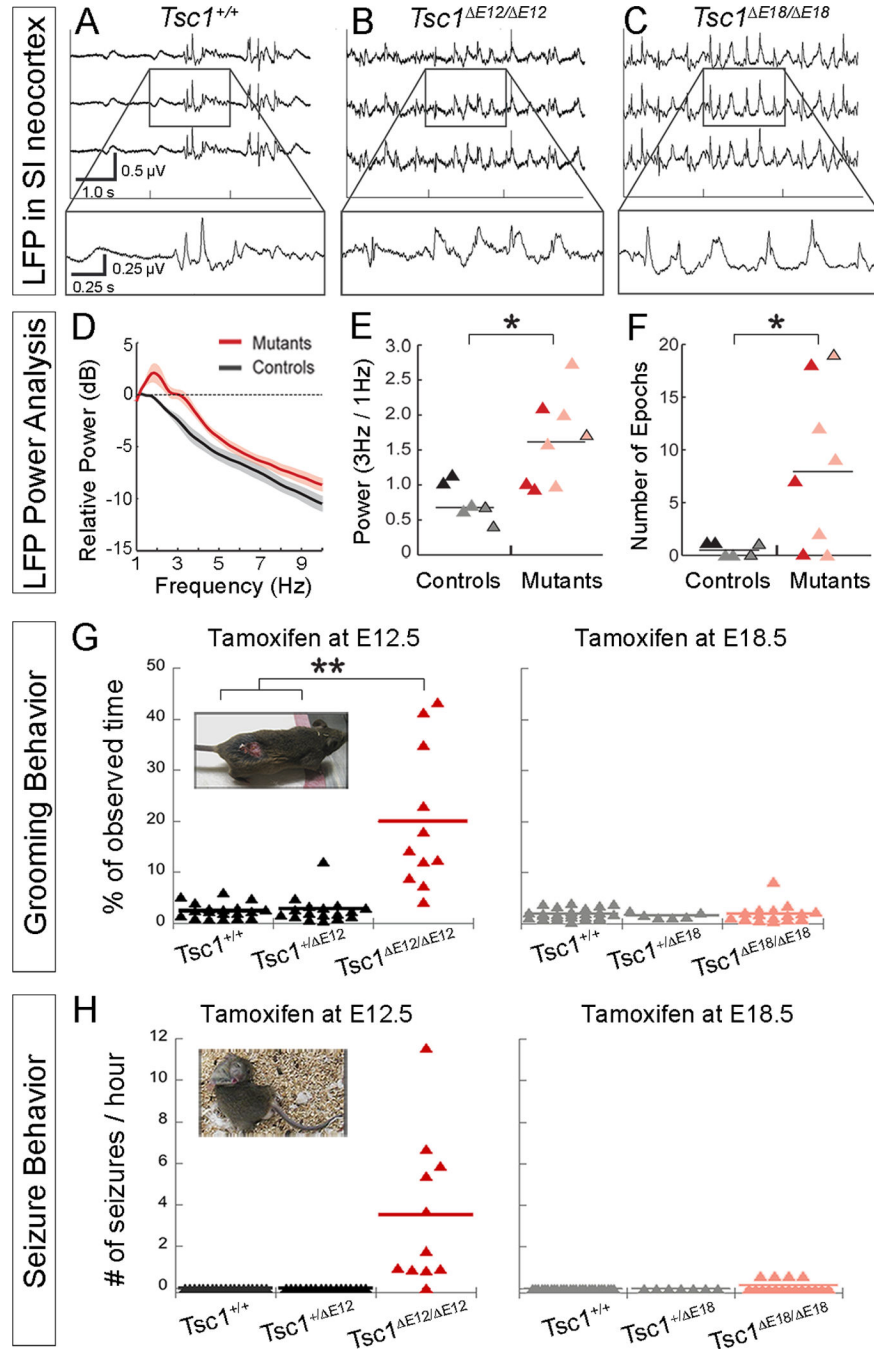 LFP in SI neocortex
A
Tsc1+/+
B
Tsc1ΔE12/ΔE12
C
Tsc1ΔE18/ΔE18
0.5 µV
1.0 s
0.25 µV
0.25 s
LFP Power Analysis
D
Mutants
Controls
Relative Power (dB)
5
0
-5
-10
-15
1 3 5 7 9
Frequency (Hz)
E
*
Power (3Hz / 1Hz)
3.0
2.5
2.0
1.5
1.0
0.5
0.0
Controls Mutants
F
*
Number of Epochs
20
15
10
5
0
Controls Mutants
Grooming Behavior
G
Tamoxifen at E12.5
Tamoxifen at E18.5
**
% of observed time
50
40
30
20
10
0
Tsc1+/+
Tsc1+/ΔE12
Tsc1ΔE12/ΔE12
Tsc1+/+
Tsc1+/ΔE18
Tsc1ΔE18/ΔE18
Seizure Behavior
H
Tamoxifen at E12.5
Tamoxifen at E18.5
# of seizures / hour
12
10
8
6
4
2
0
Tsc1+/+
Tsc1+/ΔE12
Tsc1ΔE12/ΔE12
Tsc1+/+
Tsc1+/ΔE18
Tsc1ΔE18/ΔE18